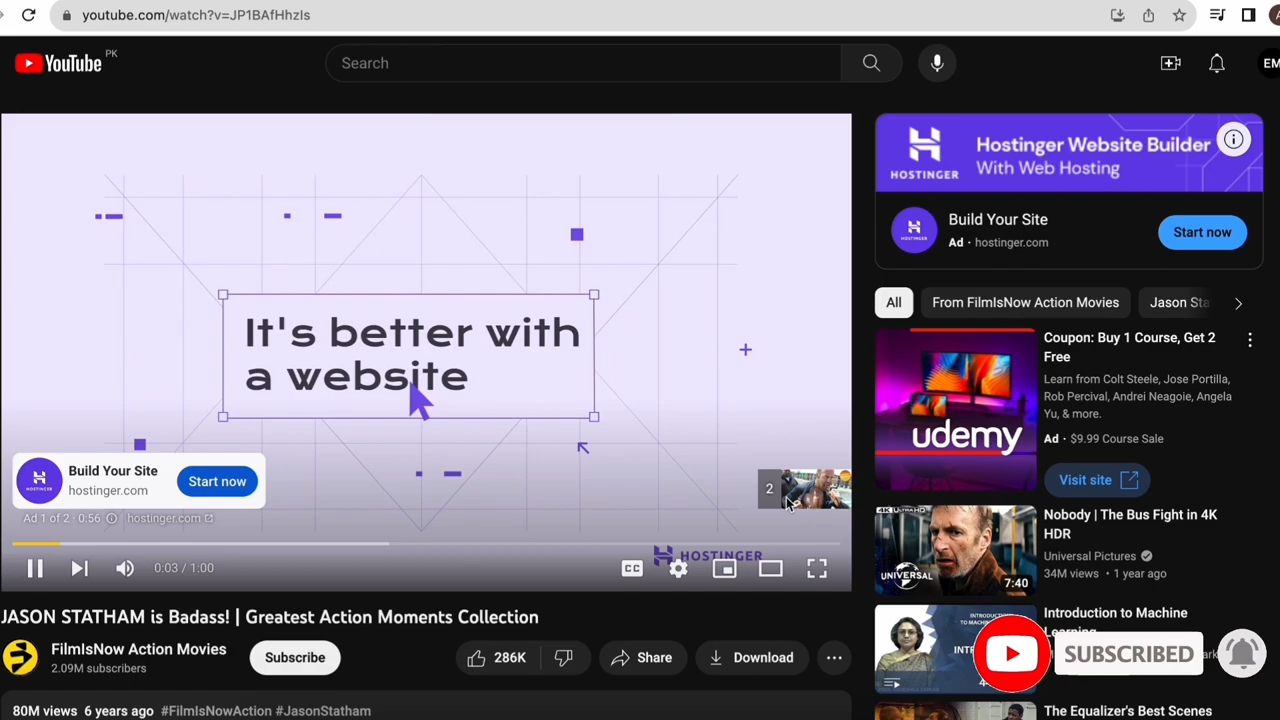 youtube.com/watch?v=JP1BAfHhzIs
YouTube PK
Search
EM
It's better with
a website
Build Your Site
hostinger.com
Start now
Ad 1 of 2 · 0:56
hostinger.com
2
HOSTINGER
0:03 / 1:00
CC
JASON STATHAM is Badass! | Greatest Action Moments Collection
FilmIsNow Action Movies
2.09M subscribers
Subscribe
286K
Share
Download
80M views 6 years ago #FilmIsNowAction #JasonStatham
HOSTINGER
Hostinger Website Builder
With Web Hosting
HOSTINGER
Build Your Site
Ad · hostinger.com
Start now
All
From FilmIsNow Action Movies
Jason Sta
udemy
Coupon: Buy 1 Course, Get 2
Free
Learn from Colt Steele, Jose Portilla,
Rob Percival, Andrei Neagoie, Angela
Yu, & more.
Ad · $9.99 Course Sale
Visit site
4K ULTRAHD
UNIVERSAL
7:40
Nobody | The Bus Fight in 4K
HDR
Universal Pictures
34M views · 1 year ago
Introduction to Machine
Learning
SUBSCRIBED
The Equalizer's Best Scenes